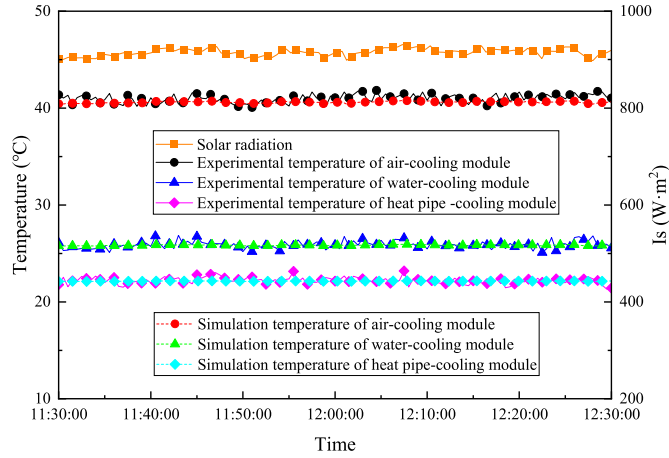 50
40
30
20
10
Temperature (°C)
1000
800
600
400
200
Is (W·m²)
Solar radiation
Experimental temperature of air-cooling module
Experimental temperature of water-cooling module
Experimental temperature of heat pipe -cooling module
Simulation temperature of air-cooling module
Simulation temperature of water-cooling module
Simulation temperature of heat pipe-cooling module
11:30:00 11:40:00 11:50:00 12:00:00 12:10:00 12:20:00 12:30:00
Time